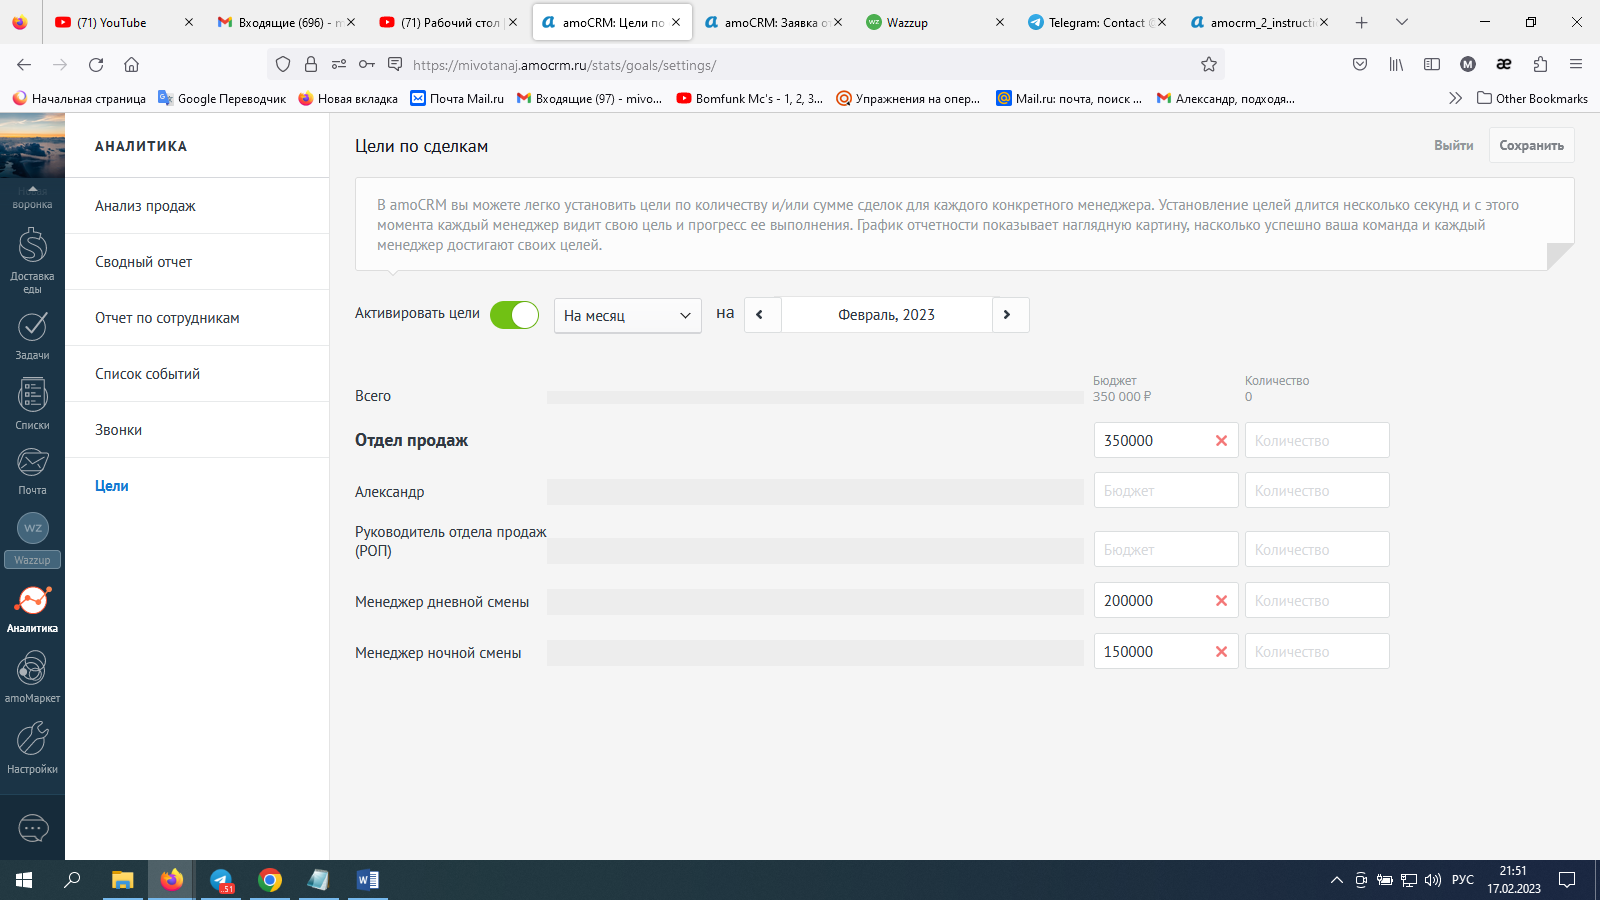 (71) YouTube
Входящие (696) - m
(71) Рабочий стол |
amoCRM: Цели по
amoCRM: Заявка от
Wazzup
Telegram: Contact @
amocrm_2_instructi
https://mivotanaj.amocrm.ru/stats/goals/settings/
Начальная страница
Google Переводчик
Новая вкладка
Почта Mail.ru
Входящие (97) - mivo...
Bomfunk Mc's - 1, 2, 3...
Упражнения на опер...
Mail.ru: почта, поиск ...
Александр, подходя...
Other Bookmarks
воронка
Доставка
еды
Задачи
Списки
Почта
WZ
Wazzup
Аналитика
amoМаркет
Настройки
АНАЛИТИКА
Анализ продаж
Сводный отчет
Отчет по сотрудникам
Список событий
Звонки
Цели
Цели по сделкам
Выйти
Сохранить
В amoCRM вы можете легко установить цели по количеству и/или сумме сделок для каждого конкретного менеджера. Установление целей длится несколько секунд и с этого
момента каждый менеджер видит свою цель и прогресс ее выполнения. График отчетности показывает наглядную картину, насколько успешно ваша команда и каждый
менеджер достигают своих целей.
Активировать цели
На месяц
на
Февраль, 2023
Всего
Бюджет
350 000 ₽
Количество
0
Отдел продаж
350000
Количество
Александр
Бюджет
Количество
Руководитель отдела продаж
(РОП)
Бюджет
Количество
Менеджер дневной смены
200000
Количество
Менеджер ночной смены
150000
Количество
51
РУС
21:51
17.02.2023